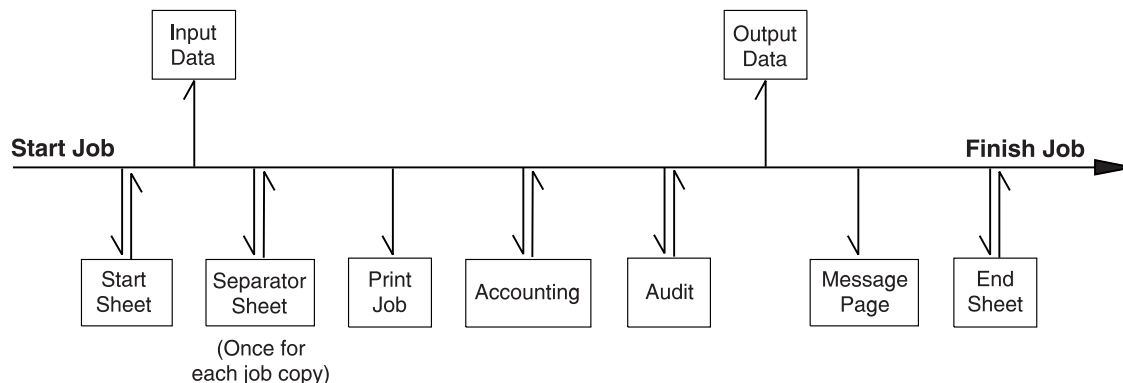 Input
Data
Output
Data
Start Job
Finish Job
Start
Sheet
Separator
Sheet
(Once for
each job copy)
Print
Job
Accounting
Audit
Message
Page
End
Sheet